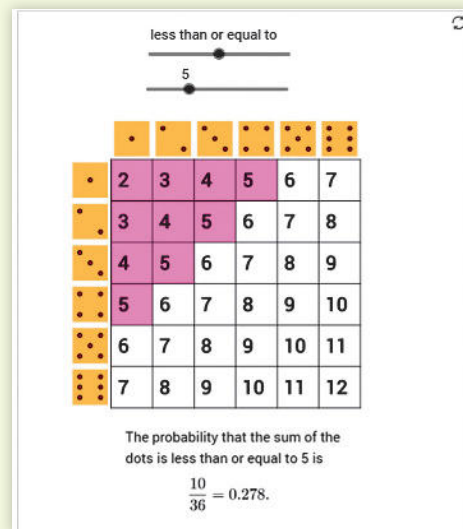 less than or equal to
5
2 3 4 5 6 7
3 4 5 6 7 8
4 5 6 7 8 9
5 6 7 8 9 10
6 7 8 9 10 11
7 8 9 10 11 12
The probability that the sum of the
dots is less than or equal to 5 is
10
36 = 0.278.